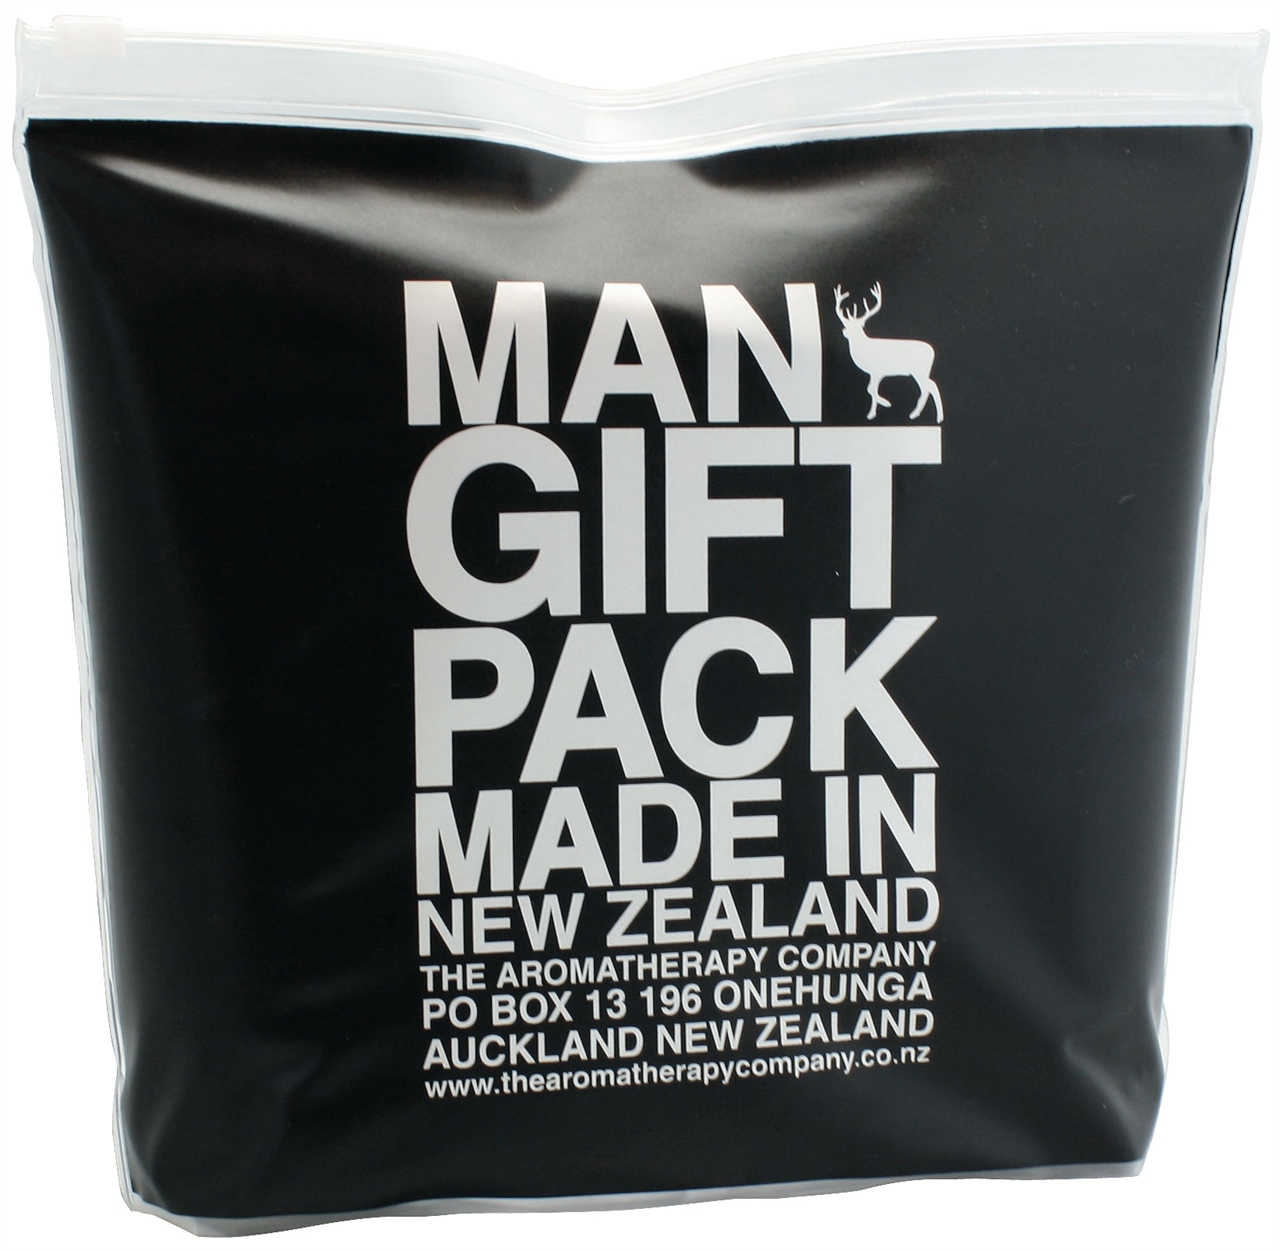 MAN
GIFT
PACK
MADE IN
NEW ZEALAND
THE AROMATHERAPY COMPANY
PO BOX 13 196 ONEHUNGA
AUCKLAND NEW ZEALAND
www.thearomatherapycompany.co.nz